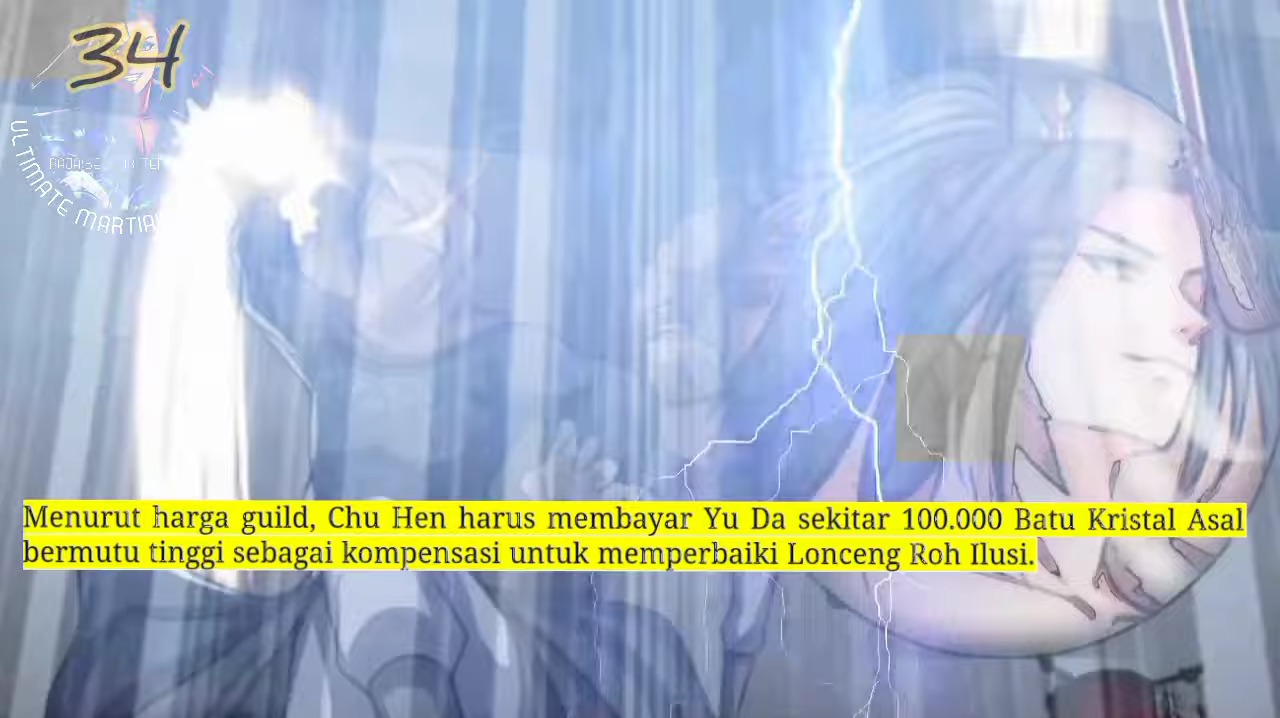 34
ULTIMATE MARTIAL
Menurut harga guild, Chu Hen harus membayar Yu Da sekitar 100.000 Batu Kristal Asal
bermutu tinggi sebagai kompensasi untuk memperbaiki Lonceng Roh Ilusi.